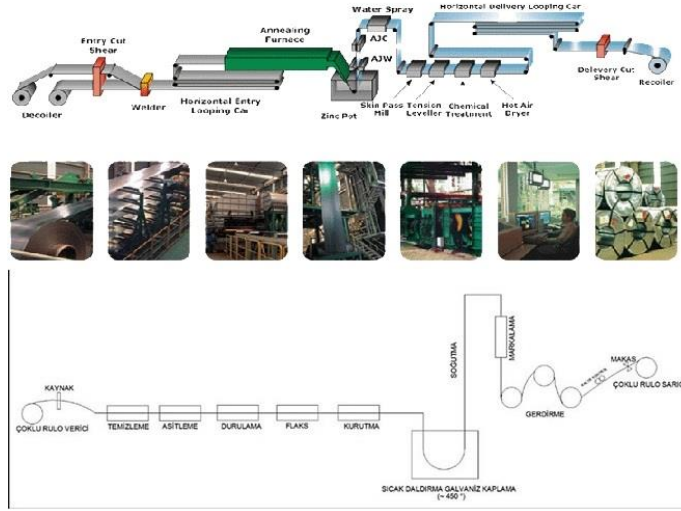 Water Spray
Horizontal Delivery Looping Car
Entry Cut
Shear
Annealing
Furnece
AJC
AJW
Decoiler
Welder
Horizontal Entry
Looping Car
Zinc Pot
Skin Pass
Mill
Tension
Leveller
Chemical
Treatment
Hot Air
Dryer
Delevery Cut
Shear
Recoiler
KAYNAK
ÇOKLU RULO VERİCİ
TEMİZLEME
ASİTLEME
DURULAMA
FLAKS
KURUTMA
SICAK DALDIRMA GALVANİZ KAPLAMA
(~ 450 °)
SOĞUTMA
MARKALAMA
GERDİRME
MAKAS
ÇOKLU RULO SARIC